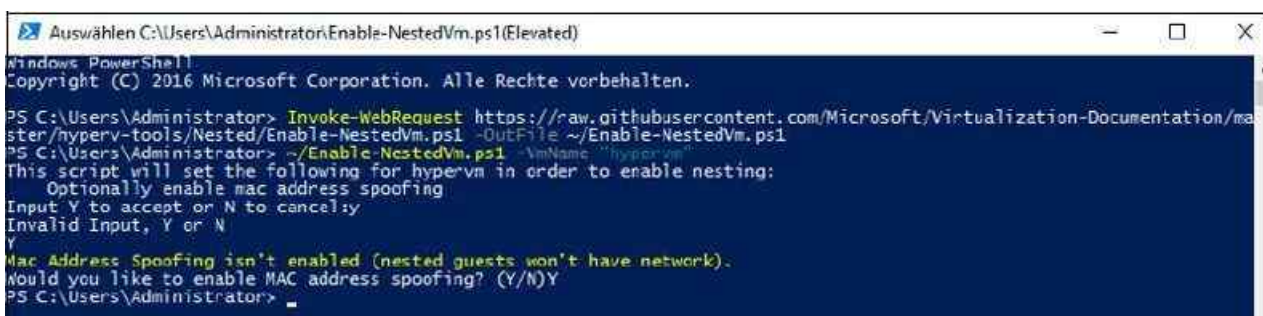 Auswählen C:\Users\Administrator\Enable-NestedVm.ps1(Elevated)
Windows PowerShell
Copyright (C) 2016 Microsoft Corporation. Alle Rechte vorbehalten.
PS C:\Users\Administrator> Invoke-WebRequest https://raw.githubusercontent.com/Microsoft/Virtualization-Documentation/ma
ster/hyperv-tools/Nested/Enable-NestedVm.ps1 -OutFile ~/Enable-NestedVm.ps1
PS C:\Users\Administrator> ~/Enable-NestedVm.ps1 -VmName "hypervm"
This script will set the following for hypervm in order to enable nesting:
Optionally enable mac address spoofing
Input Y to accept or N to cancel:y
Invalid Input, Y or N
Y
Mac Address Spoofing isn't enabled (nested guests won't have network).
Would you like to enable MAC address spoofing? (Y/N)Y
PS C:\Users\Administrator> _